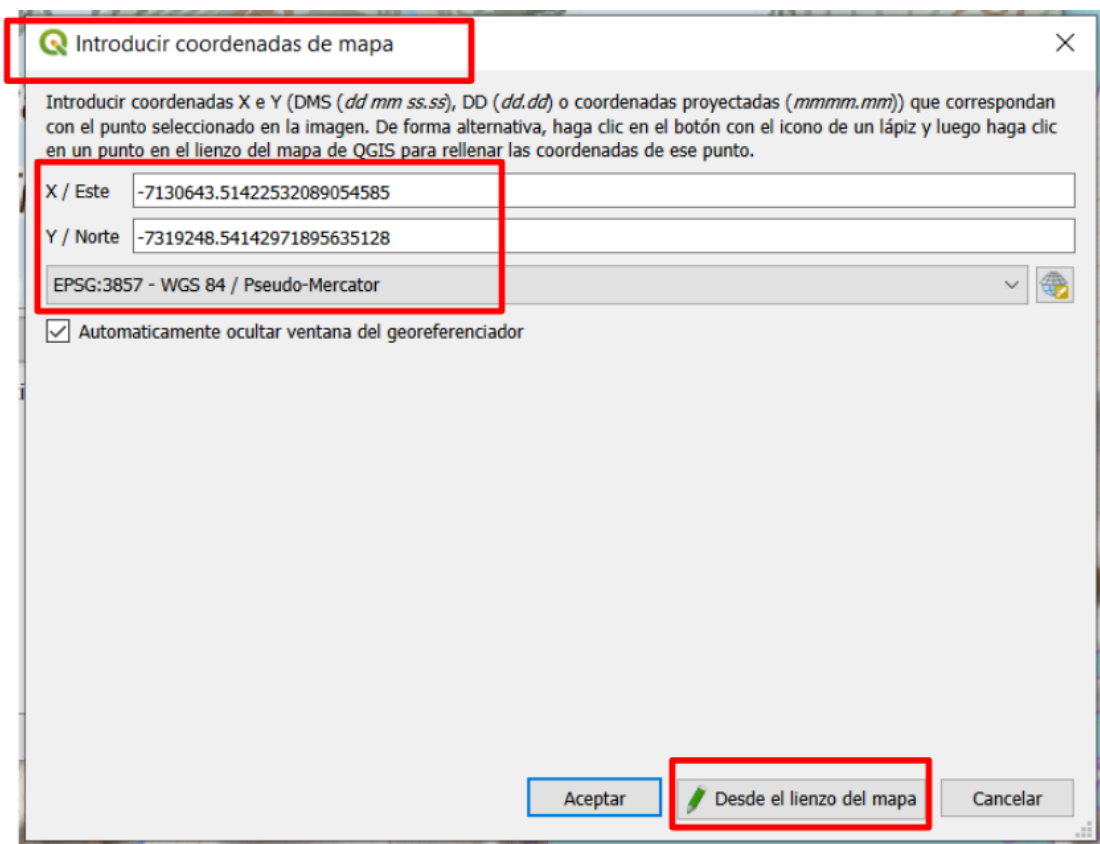 Introducir coordenadas de mapa
Introducir coordenadas X e Y (DMS (dd mm ss.ss), DD (dd.dd) o coordenadas proyectadas (mmmm.mm)) que correspondan
con el punto seleccionado en la imagen. De forma alternativa, haga clic en el botón con el icono de un lápiz y luego haga clic
en un punto en el lienzo del mapa de QGIS para rellenar las coordenadas de ese punto.
X / Este -7130643.51422532089054585
Y / Norte -7319248.54142971895635128
EPSG:3857 - WGS 84 / Pseudo-Mercator
Automaticamente ocultar ventana del georeferenciador
Aceptar Desde el lienzo del mapa Cancelar